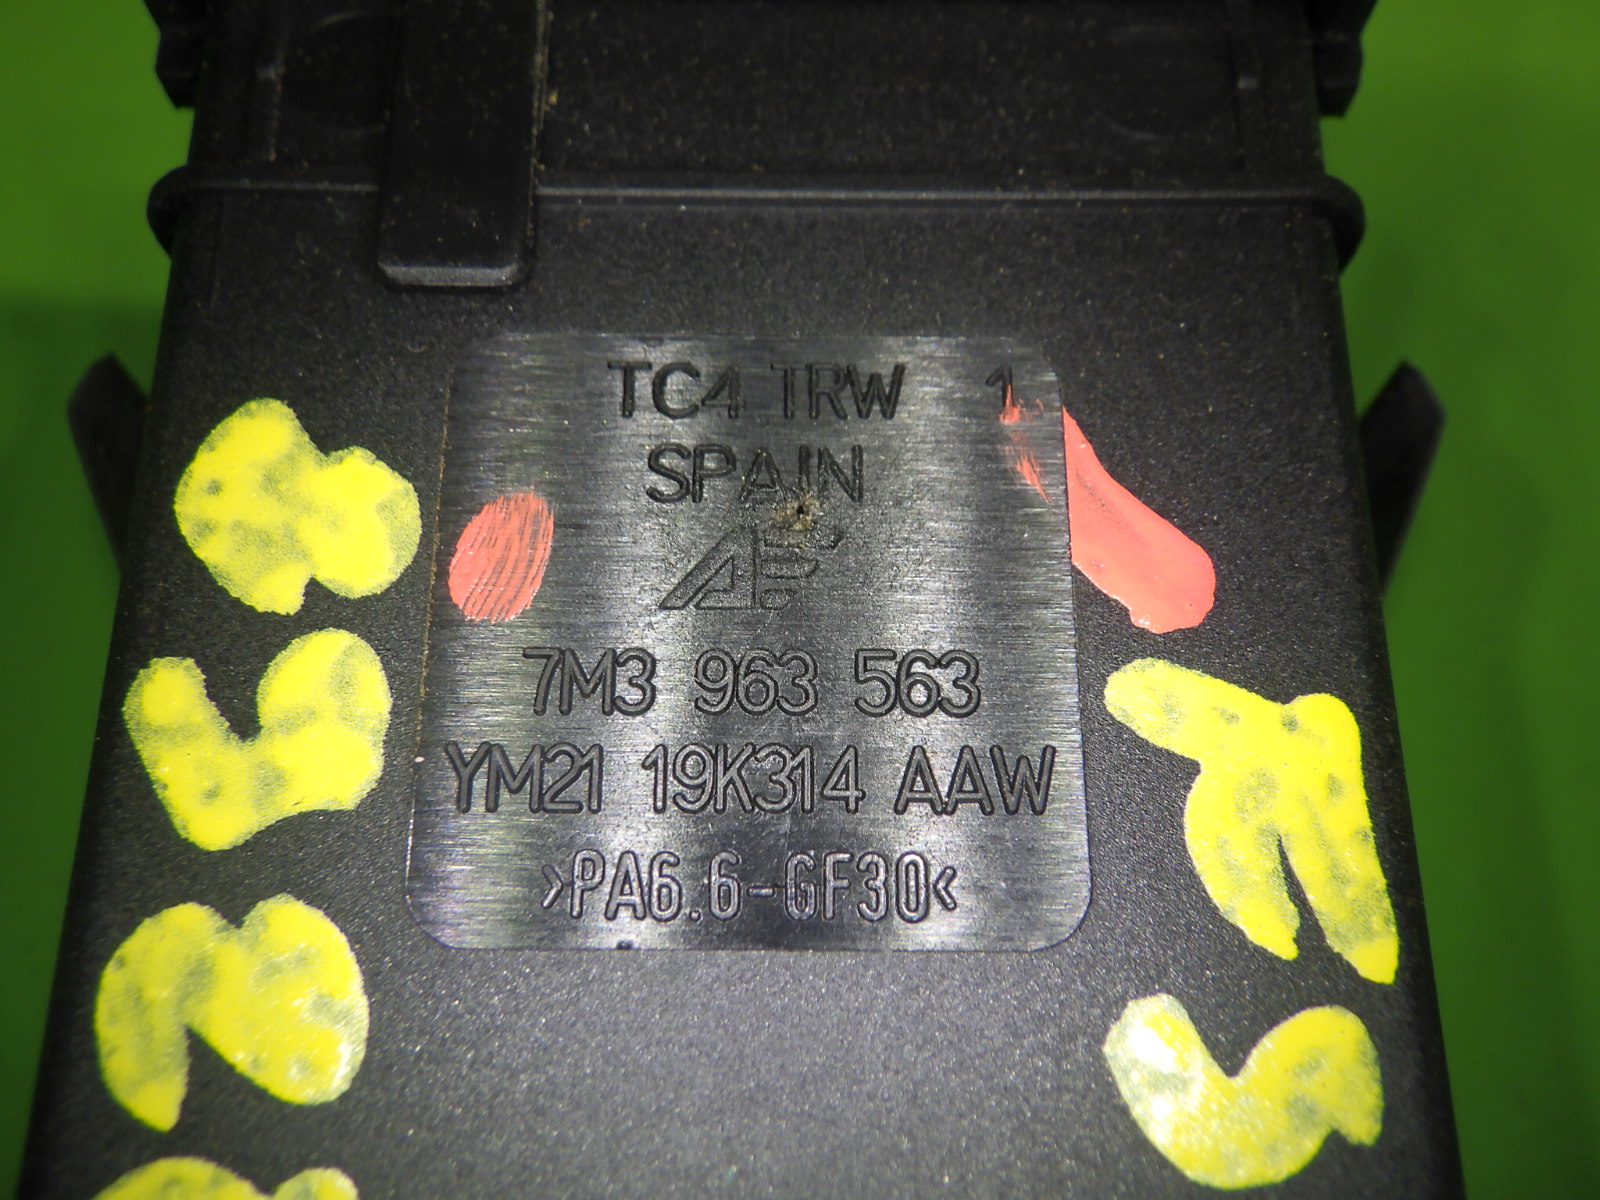 TC4 TRW 1
SPAIN
7M3 963 563
YM21 19K314 AAW
>PA6.6-GF30<